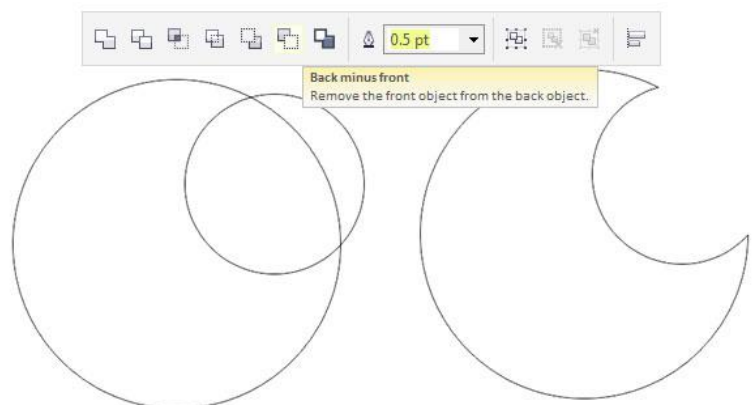 0.5 pt
Back minus front
Remove the front object from the back object.